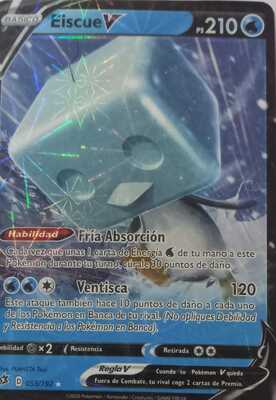 BÁSICO Eiscue V PS 210
Habilidad Fría Absorción
Cada vez que unas 1 carta de Energía de tu mano a este
Pokémon durante tu turno, cúrale 30 puntos de daño.
Ventisca 120
Este ataque también hace 10 puntos de daño a cada uno
de los Pokémon en Banca de tu rival. (No apliques Debilidad
y Resistencia a los Pokémon en Banca).
Debilidad ×2 Resistencia Retirada
Regla V Cuando tu Pokémon V queda
Fuera de Combate, tu rival coge 2 cartas de Premio.
D 055/192